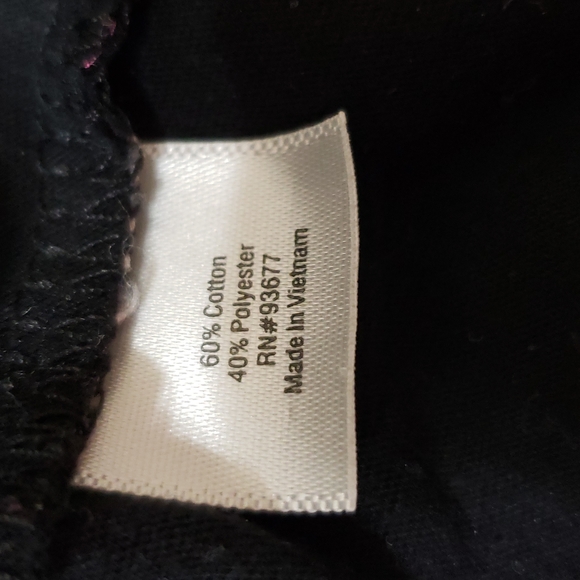 60% Cotton
40% Polyester
RN#93677
Made In Vietnam